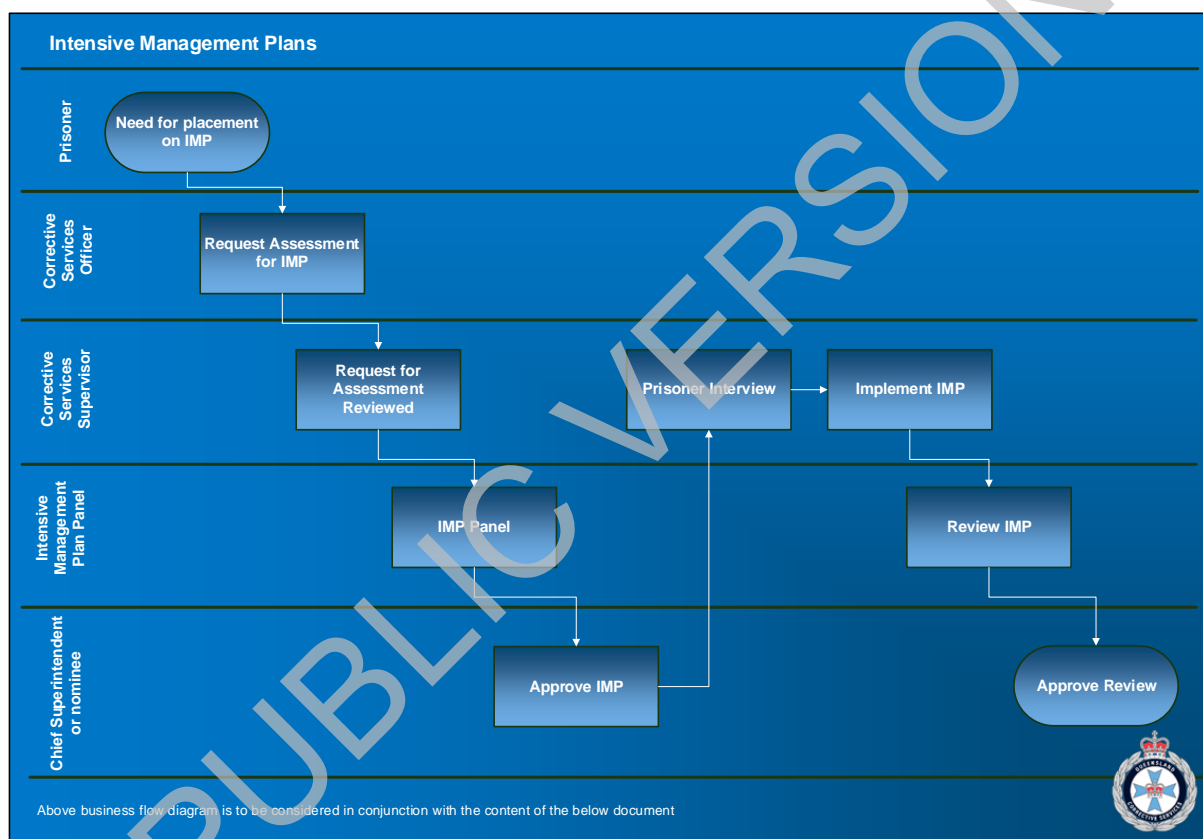 Intensive Management Plans
Prisoner
Need for placement
on IMP
Corrective
Services
Officer
Request Assessment
for IMP
Corrective
Services
Supervisor
Request for
Assessment
Reviewed
Prisoner Interview
Implement IMP
Intensive
Management
Plan Panel
IMP Panel
Review IMP
Chief Superintendent
or nominee
Approve IMP
Approve Review
Above business flow diagram is to be considered in conjunction with the content of the below document
QUEENSLAND
CORRECTIVE SERVICES
PUBLIC VERSION